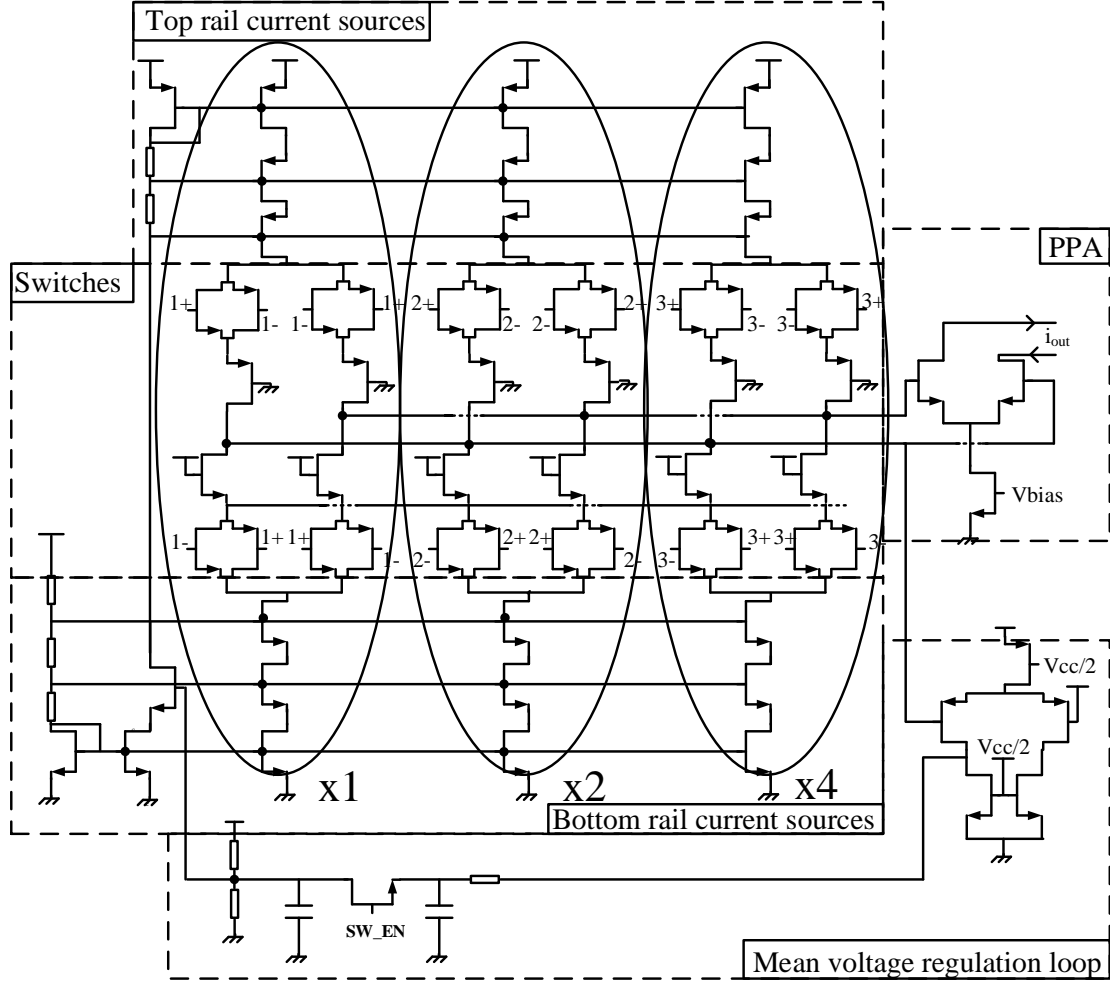 Top rail current sources
PPA
Switches
1+ 1- 1- 1+ 2+ 2- 2- 2+ 3+ 3- 3- 3+
i_out
Vbias
1- 1+ 1+ 1- 2- 2+ 2+ 2- 3- 3+ 3+ 3-
Vcc/2
Vcc/2
x1 x2 x4
Bottom rail current sources
SW_EN
Mean voltage regulation loop